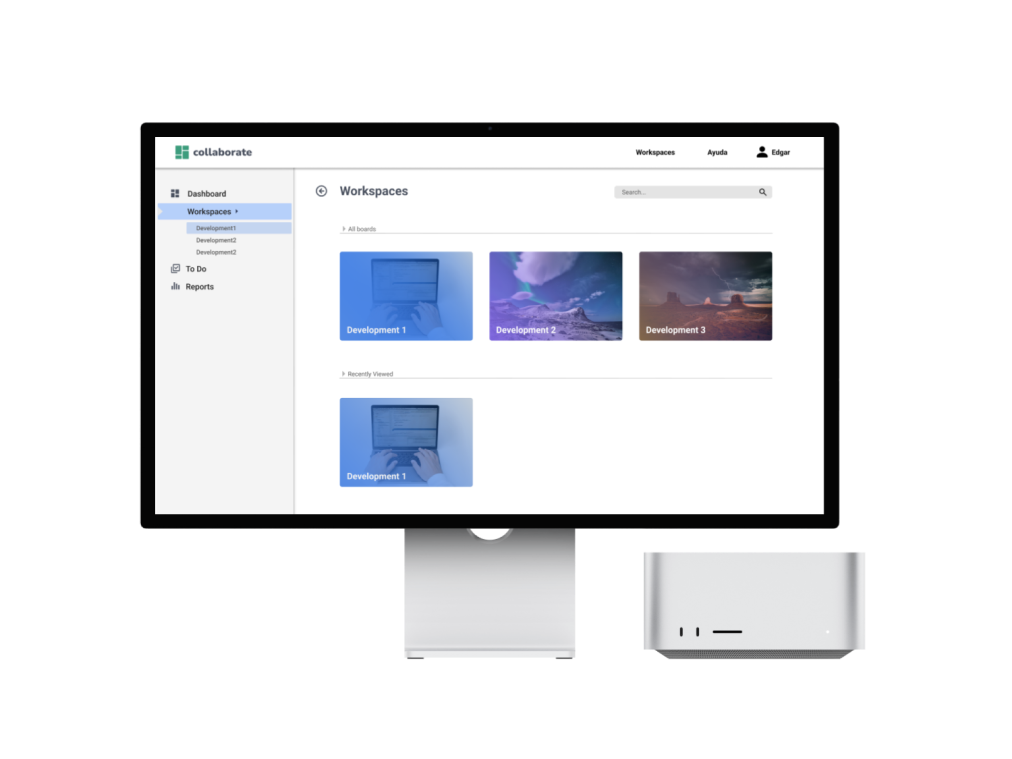 collaborate
Workspaces
Ayuda
Edgar
Dashboard
Workspaces
Development1
Development2
Development2
To Do
Reports
Workspaces
Search...
All boards
Development 1
Development 2
Development 3
Recently Viewed
Development 1